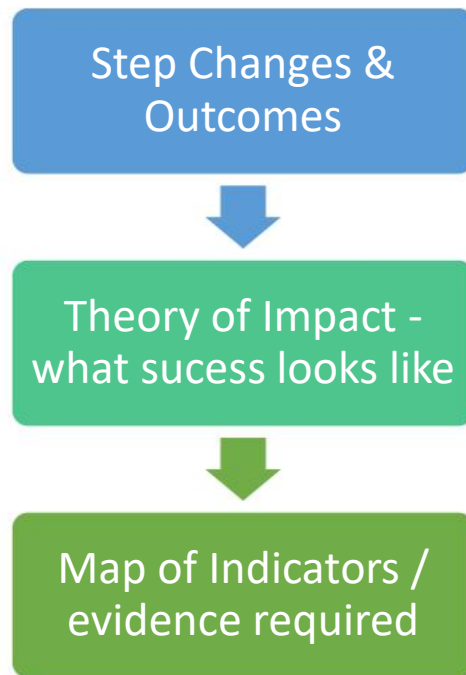 Step Changes &
Outcomes
Theory of Impact -
what sucess looks like
Map of Indicators /
evidence required